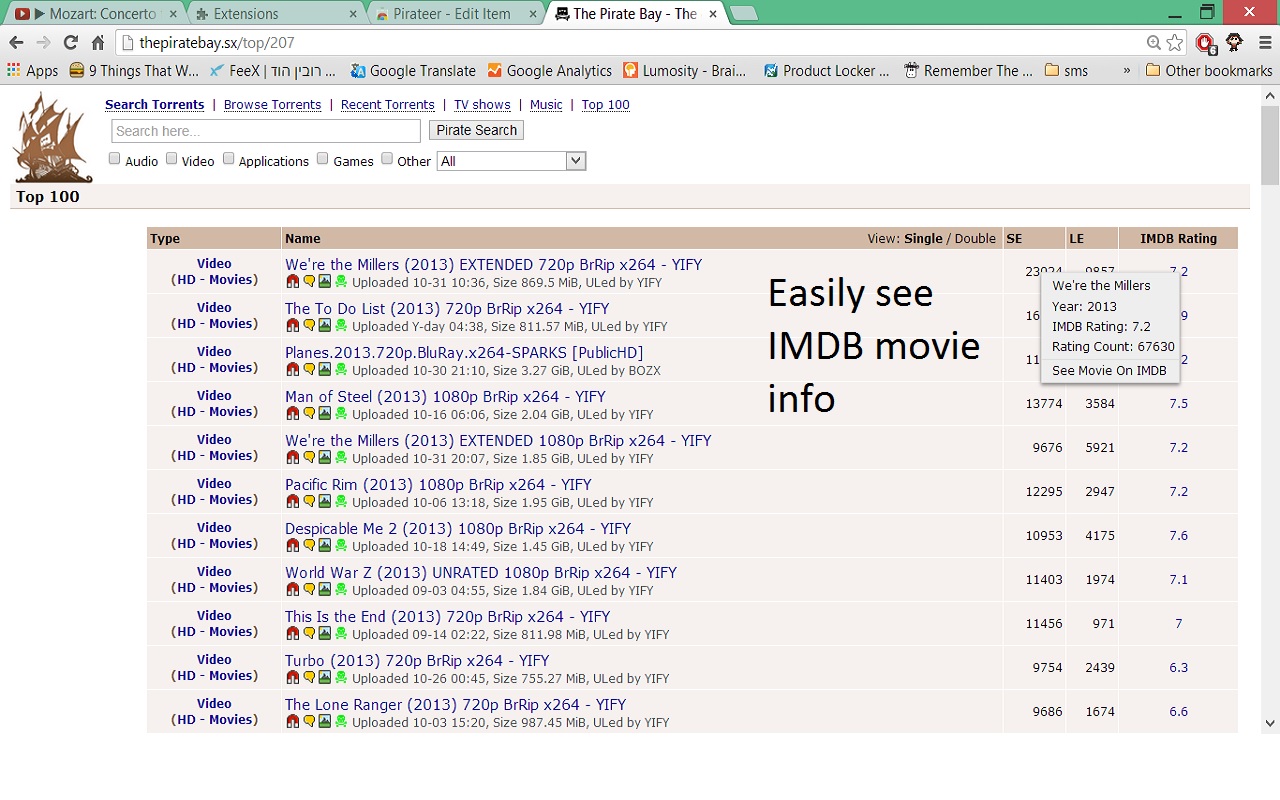 ▶ Mozart: Concerto
Extensions
Pirateer - Edit Item
The Pirate Bay - The
thepiratebay.sx/top/207
6
Apps
9 Things That W...
FeeX | רובין הוד ...
Google Translate
Google Analytics
Lumosity - Brai...
Product Locker ...
Remember The ...
sms
»
Other bookmarks
Search Torrents | Browse Torrents | Recent Torrents | TV shows | Music | Top 100
Search here...
Pirate Search
Audio Video Applications Games Other All
Top 100
Type Name View: Single / Double SE LE IMDB Rating
Video
(HD - Movies)
We're the Millers (2013) EXTENDED 720p BrRip x264 - YIFY
Uploaded 10-31 10:36, Size 869.5 MiB, ULed by YIFY
23024 9857 7.2
Video
(HD - Movies)
The To Do List (2013) 720p BrRip x264 - YIFY
Uploaded Y-day 04:38, Size 811.57 MiB, ULed by YIFY
16 9
Video
(HD - Movies)
Planes.2013.720p.BluRay.x264-SPARKS [PublicHD]
Uploaded 10-30 21:10, Size 3.27 GiB, ULed by BOZX
11 2
We're the Millers
Year: 2013
IMDB Rating: 7.2
Rating Count: 67630
See Movie On IMDB
Easily see
IMDB movie
info
Video
(HD - Movies)
Man of Steel (2013) 1080p BrRip x264 - YIFY
Uploaded 10-16 06:06, Size 2.04 GiB, ULed by YIFY
13774 3584 7.5
Video
(HD - Movies)
We're the Millers (2013) EXTENDED 1080p BrRip x264 - YIFY
Uploaded 10-31 20:07, Size 1.85 GiB, ULed by YIFY
9676 5921 7.2
Video
(HD - Movies)
Pacific Rim (2013) 1080p BrRip x264 - YIFY
Uploaded 10-06 13:18, Size 1.95 GiB, ULed by YIFY
12295 2947 7.2
Video
(HD - Movies)
Despicable Me 2 (2013) 1080p BrRip x264 - YIFY
Uploaded 10-18 14:49, Size 1.45 GiB, ULed by YIFY
10953 4175 7.6
Video
(HD - Movies)
World War Z (2013) UNRATED 1080p BrRip x264 - YIFY
Uploaded 09-03 04:55, Size 1.84 GiB, ULed by YIFY
11403 1974 7.1
Video
(HD - Movies)
This Is the End (2013) 720p BrRip x264 - YIFY
Uploaded 09-14 02:22, Size 811.98 MiB, ULed by YIFY
11456 971 7
Video
(HD - Movies)
Turbo (2013) 720p BrRip x264 - YIFY
Uploaded 10-26 00:45, Size 755.27 MiB, ULed by YIFY
9754 2439 6.3
Video
(HD - Movies)
The Lone Ranger (2013) 720p BrRip x264 - YIFY
Uploaded 10-03 15:20, Size 987.45 MiB, ULed by YIFY
9686 1674 6.6